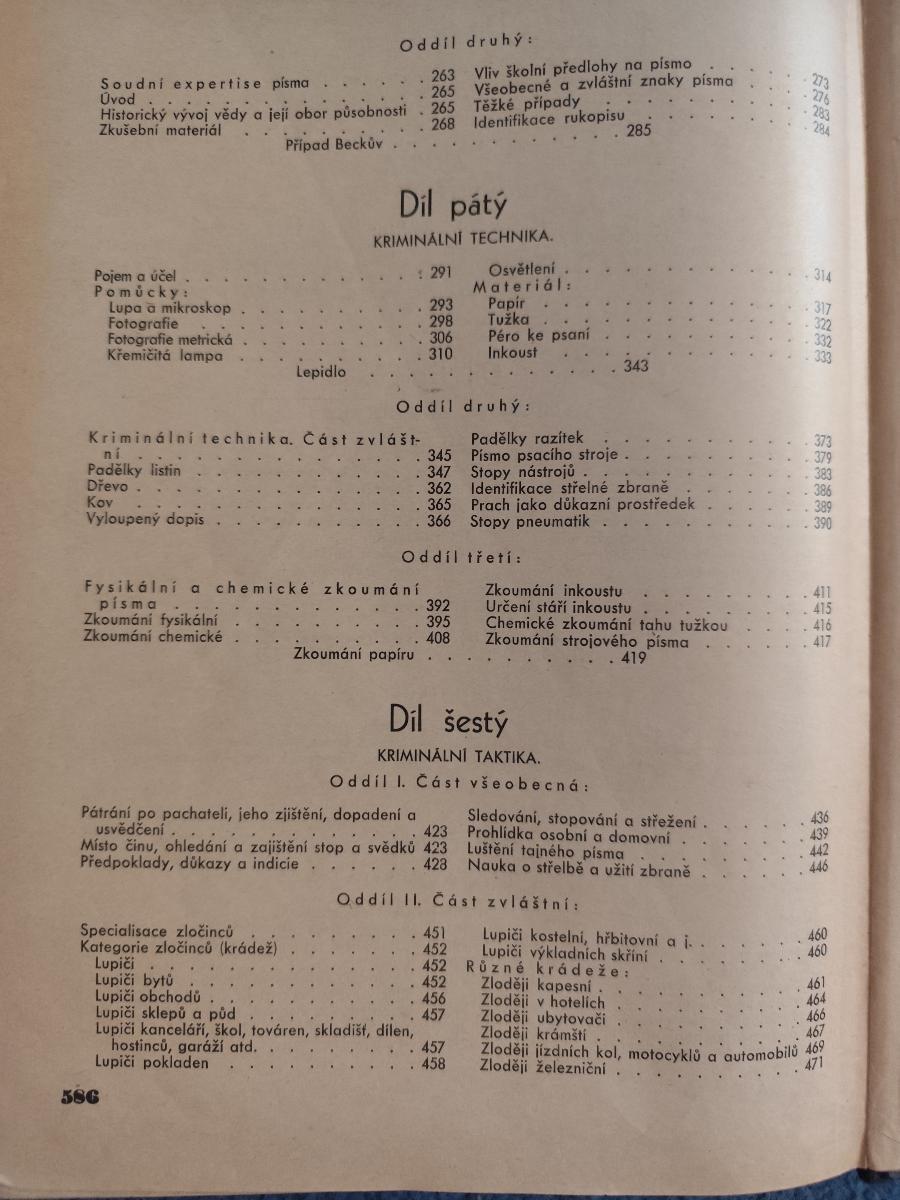 Oddíl druhý:
Soudní expertise písma . . . . . . 263
Úvod . . . . . . . . . . . . . 265
Historický vývoj vědy a její obor působnosti . 265
Zkušební materiál . . . . . . . . . 268
Vliv školní předlohy na písmo . . . . . . 273
Všeobecné a zvláštní znaky písma . . . . 276
Těžké případy . . . . . . . . . . 283
Identifikace rukopisu . . . . . . . . 284
Případ Beckův . . . . . . . . . . . 285
Díl pátý
KRIMINÁLNÍ TECHNIKA.
Pojem a účel . . . . . . . . . . . . 291
Pomůcky:
Lupa a mikroskop . . . . . . . . . 293
Fotografie . . . . . . . . . . . 298
Fotografie metrická . . . . . . . . . 306
Křemičitá lampa . . . . . . . . . 310
Osvětlení . . . . . . . . . . . . 314
Materiál:
Papír . . . . . . . . . . . . 317
Tužka . . . . . . . . . . . . 322
Péro ke psaní . . . . . . . . . 332
Inkoust . . . . . . . . . . . 333
Lepidlo . . . . . . . . . . . . 343
Oddíl druhý:
Kriminální technika. Část zvlášt-
ní . . . . . . . . . . . . . . 345
Padělky listin . . . . . . . . . . . 347
Dřevo . . . . . . . . . . . . . . 362
Kov . . . . . . . . . . . . . . 365
Vyloupený dopis . . . . . . . . . . 366
Padělky razítek . . . . . . . . . . 373
Písmo psacího stroje . . . . . . . . . 379
Stopy nástrojů . . . . . . . . . . . 383
Identifikace střelné zbraně . . . . . . 386
Prach jako důkazní prostředek . . . . . 389
Stopy pneumatik . . . . . . . . . . 390
Oddíl třetí:
Fysikální a chemické zkoumání
písma . . . . . . . . . . . . 392
Zkoumání fysikální . . . . . . . . . 395
Zkoumání chemické . . . . . . . . . 408
Zkoumání inkoustu . . . . . . . . 411
Určení stáří inkoustu . . . . . . . . 415
Chemické zkoumání tahu tužkou . . . . 416
Zkoumání strojového písma . . . . . . 417
Zkoumání papíru . . . . . . . . . . 419
Díl šestý
KRIMINÁLNÍ TAKTIKA.
Oddíl I. Část všeobecná:
Pátrání po pachateli, jeho zjištění, dopadení a
usvědčení . . . . . . . . . . . . 423
Místo činu, ohledání a zajištění stop a svědků 423
Předpoklady, důkazy a indicie . . . . . 428
Sledování, stopování a střežení . . . . . 436
Prohlídka osobní a domovní . . . . . . 439
Luštění tajného písma . . . . . . . . 442
Nauka o střelbě a užití zbraně . . . . . 446
Oddíl II. Část zvláštní:
Specialisace zločinců . . . . . . . . 451
Kategorie zločinců (krádež) . . . . . . 452
Lupiči . . . . . . . . . . . . . 452
Lupiči bytů . . . . . . . . . . . 452
Lupiči obchodů . . . . . . . . . . 456
Lupiči sklepů a půd . . . . . . . . 457
Lupiči kanceláří, škol, továren, skladišť, dílen,
hostinců, garáží atd. . . . . . . . . 457
Lupiči pokladen . . . . . . . . . . 458
Lupiči kostelní, hřbitovní a j. . . . . . 460
Lupiči výkladních skříní . . . . . . . 460
Různé krádeže:
Zloději kapesní . . . . . . . . . . 461
Zloději v hotelích . . . . . . . . . 464
Zloději ubytovači . . . . . . . . . 466
Zloději krámští . . . . . . . . . . 467
Zloději jízdních kol, motocyklů a automobilů 469
Zloději železniční . . . . . . . . . 471
586